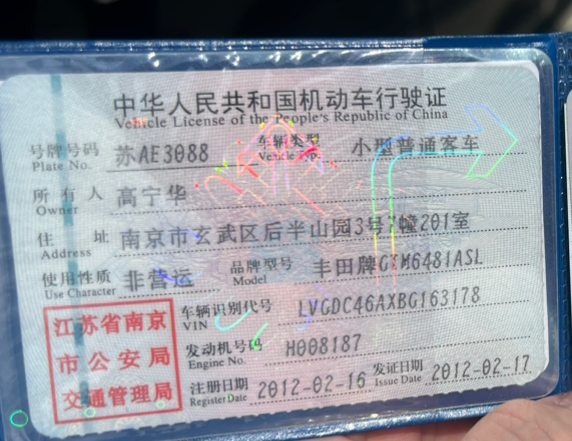 中华人民共和国机动车行驶证
Vehicle License of the People's Republic of China
号牌号码 苏AE3088 车辆类型 小型普通客车
Plate No. Vehicle Type
所有人 高宁华
Owner
住址 南京市玄武区后半山园3号7幢201室
Address
使用性质 非营运 品牌型号 丰田牌GTM6481ASL
Use Character Model
江苏省南京
市公安局
交通管理局
车辆识别代号 LVGDC46AXBG163178
VIN
发动机号码 H008187
Engine No.
注册日期 2012-02-16 发证日期 2012-02-17
Register Date Issue Date